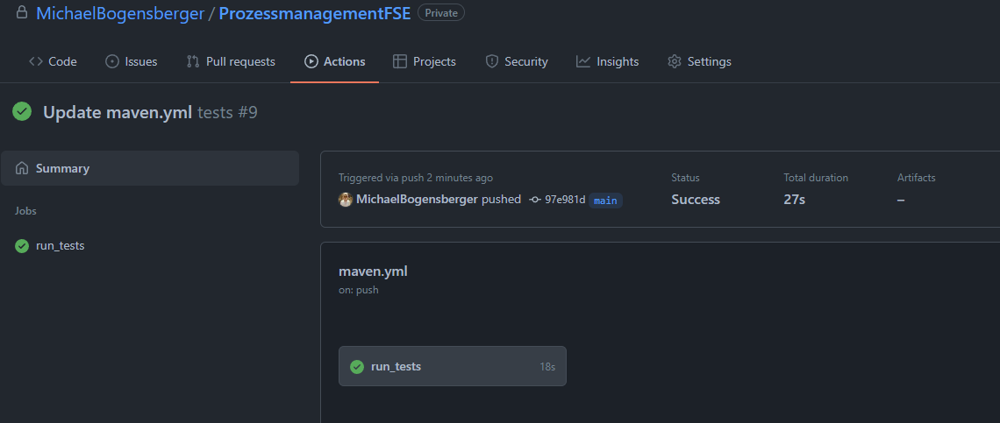 MichaelBogensberger / ProzessmanagementFSE Private
Code Issues Pull requests Actions Projects Security Insights Settings
Update maven.yml tests #9
Summary
Jobs
run_tests
Triggered via push 2 minutes ago
MichaelBogensberger pushed 97e981d main
Status
Success
Total duration
27s
Artifacts
–
maven.yml
on: push
run_tests 18s